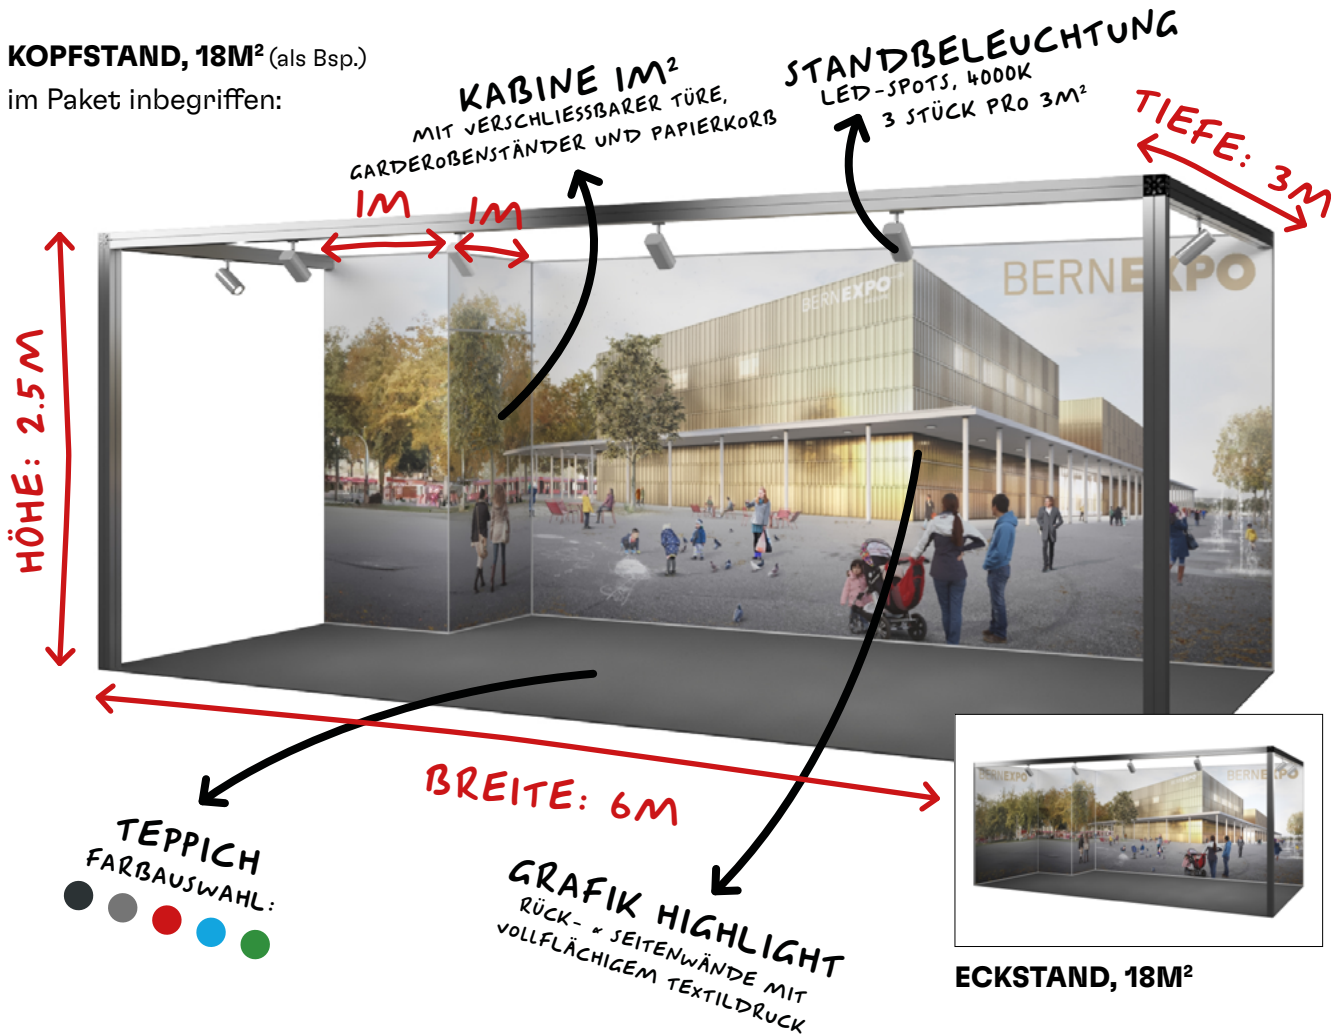 KOPFSTAND, 18M² (als Bsp.)
im Paket inbegriffen:
KABINE 1M²
MIT VERSCHLIESSBARER TÜRE,
GARDEROBENSTÄNDER UND PAPIERKORB
STANDBELEUCHTUNG
LED-SPOTS, 4000K
3 STÜCK PRO 3M²
TIEFE: 3M
1M
1M
HÖHE: 2.5M
BERNEXPO
BERNEXPO
BREITE: 6M
TEPPICH
FARBAUSWAHL:
GRAFIK HIGHLIGHT
RÜCK- & SEITENWÄNDE MIT
VOLLFLÄCHIGEM TEXTILDRUCK
BERNEXPO
BERNEXPO
ECKSTAND, 18M²